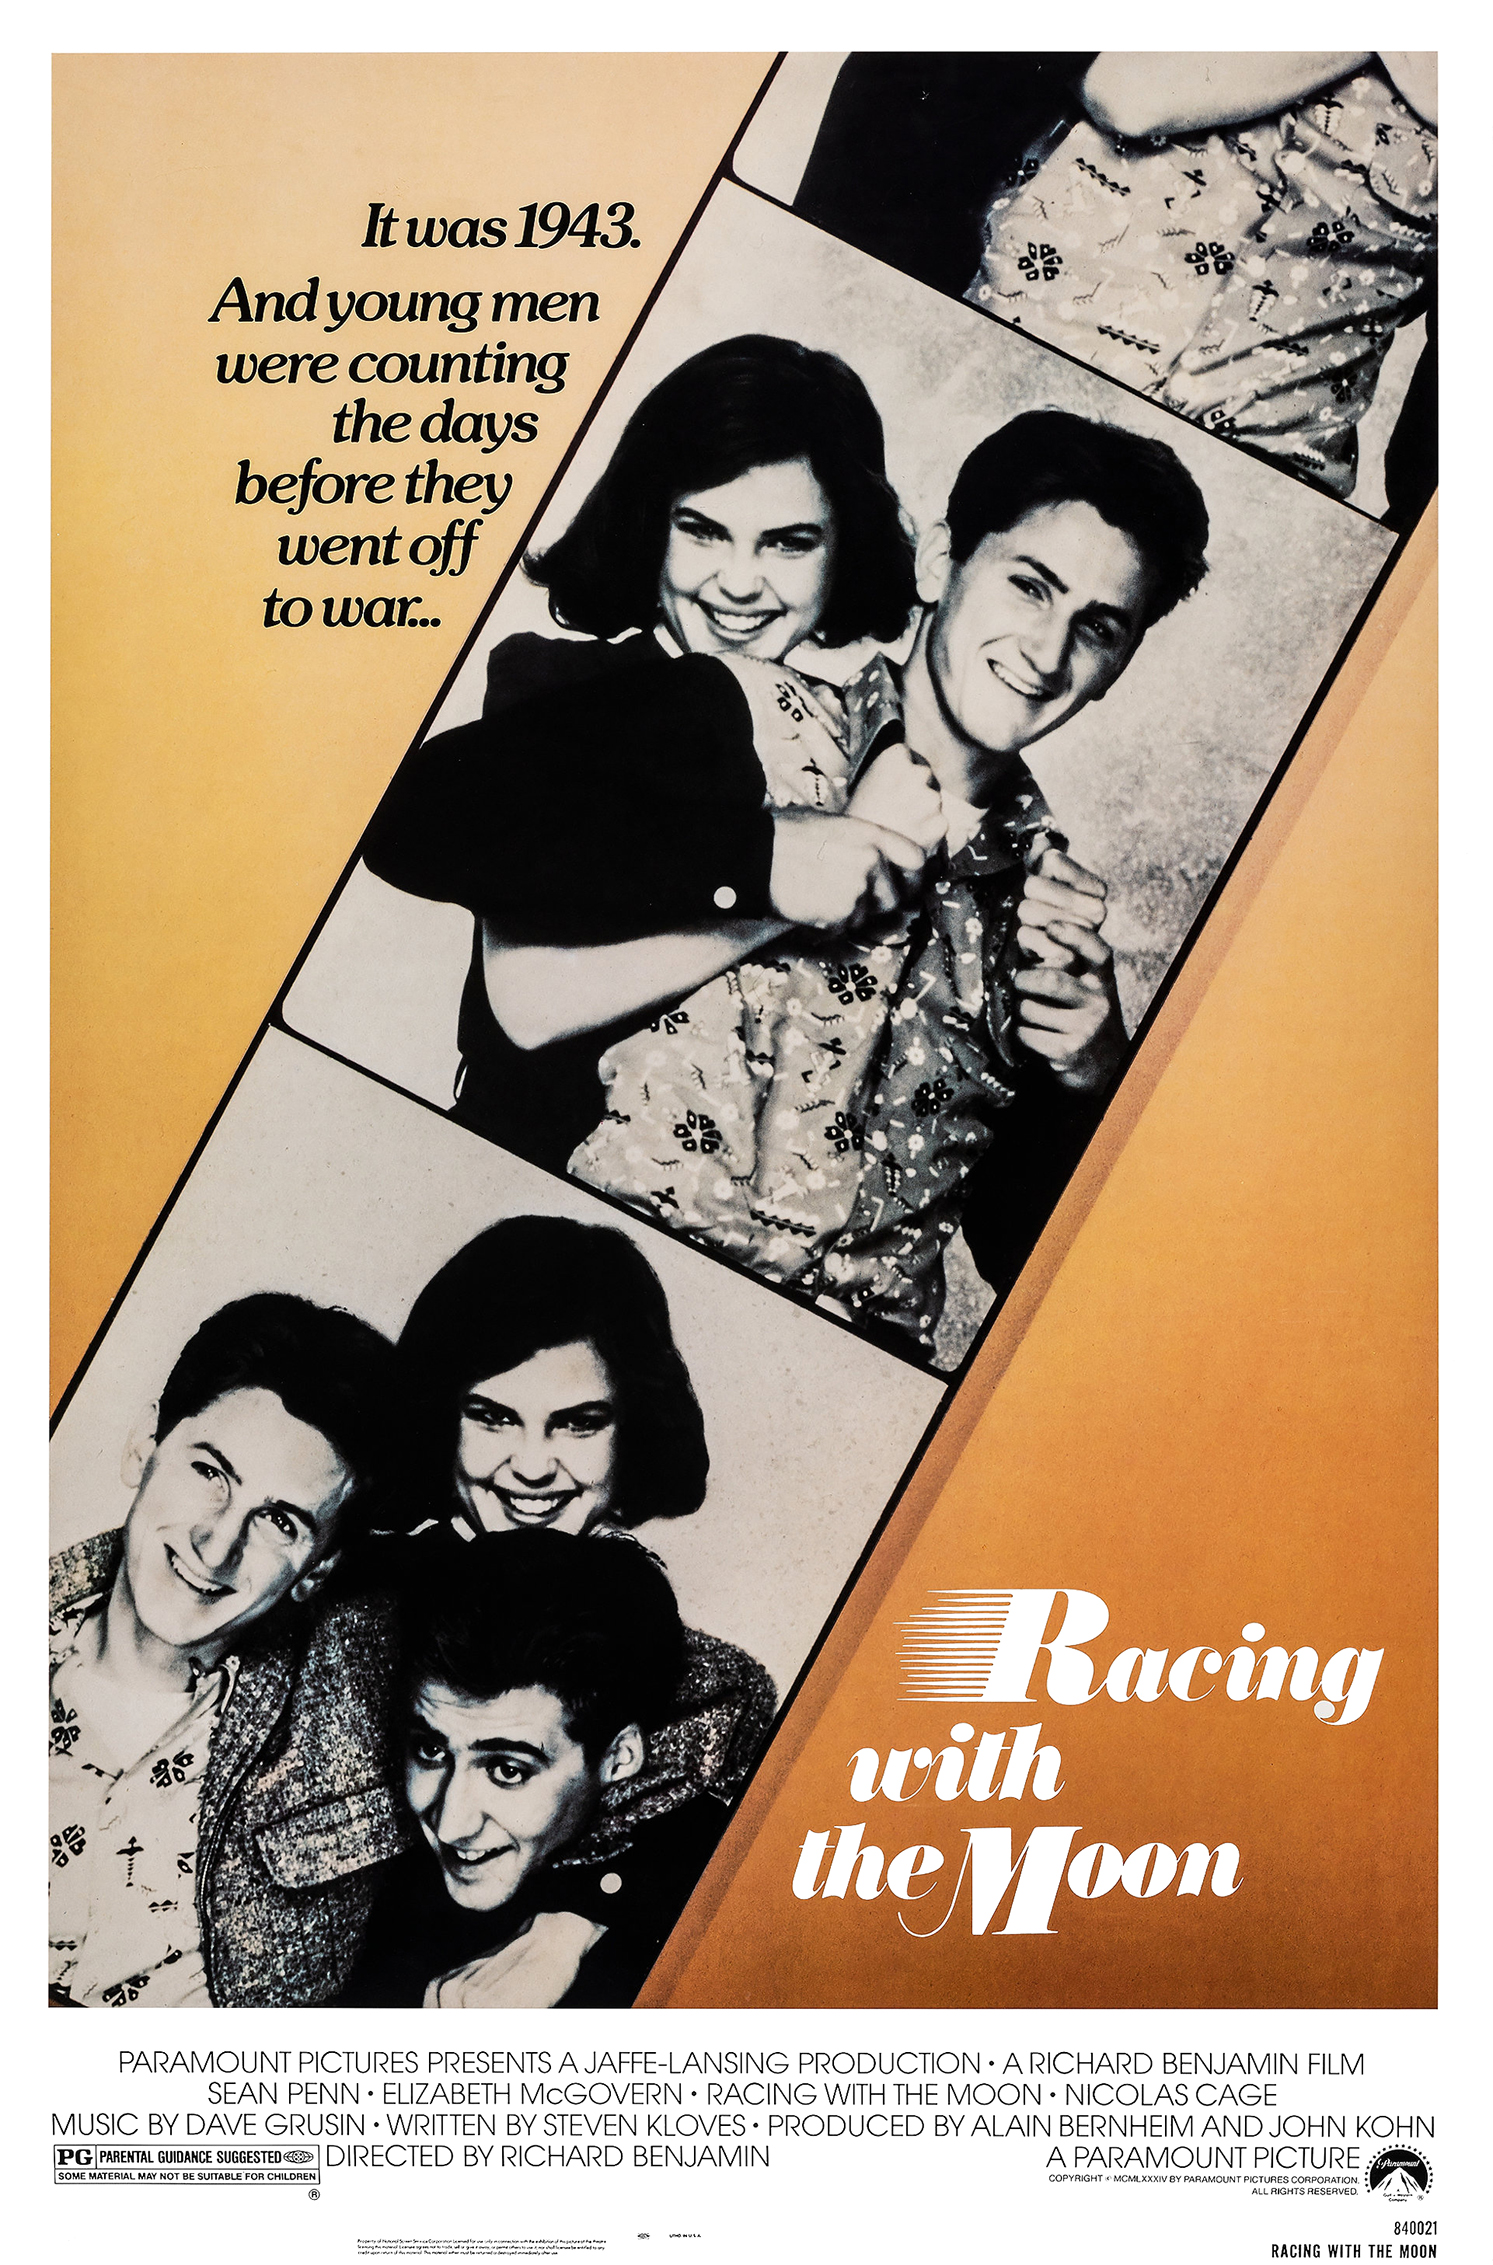 It was 1943.
And young men
were counting
the days
before they
went off
to war...
Racing
with
the Moon
PARAMOUNT PICTURES PRESENTS A JAFFE-LANSING PRODUCTION • A RICHARD BENJAMIN FILM
SEAN PENN • ELIZABETH McGOVERN • RACING WITH THE MOON • NICOLAS CAGE
MUSIC BY DAVE GRUSIN • WRITTEN BY STEVEN KLOVES • PRODUCED BY ALAIN BERNHEIM AND JOHN KOHN
PG PARENTAL GUIDANCE SUGGESTED
SOME MATERIAL MAY NOT BE SUITABLE FOR CHILDREN
®
DIRECTED BY RICHARD BENJAMIN
A PARAMOUNT PICTURE
COPYRIGHT © MCMLXXXIV BY PARAMOUNT PICTURES CORPORATION.
ALL RIGHTS RESERVED.
Paramount
840021
RACING WITH THE MOON